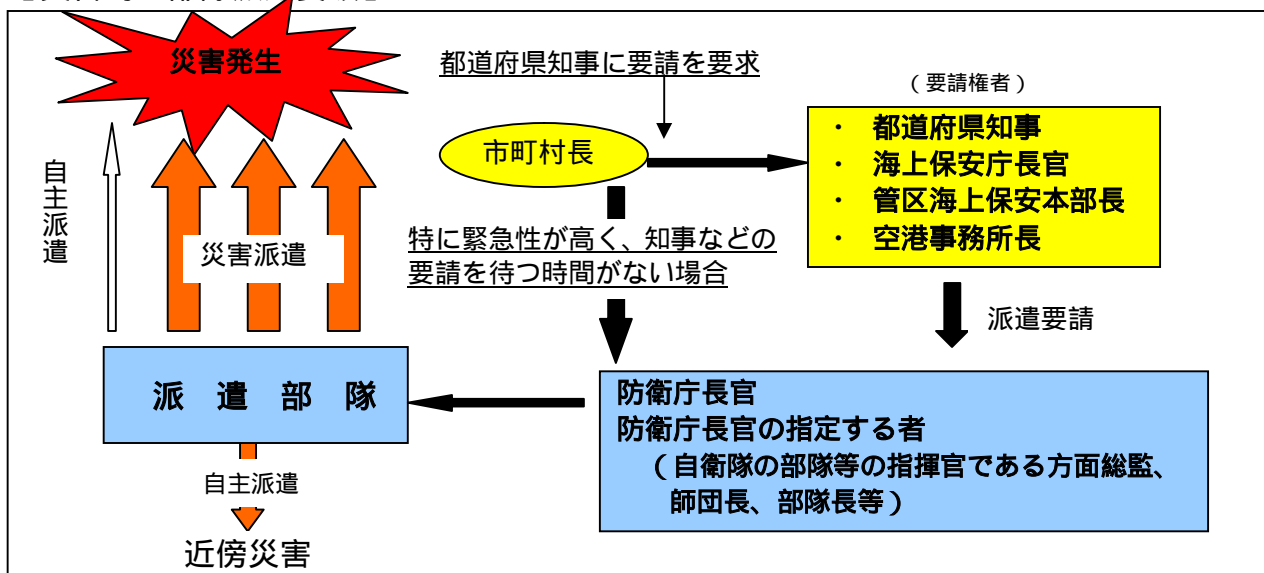 災害発生
都道府県知事に要請を要求
（要請権者）
市町村長
・ 都道府県知事
・ 海上保安庁長官
・ 管区海上保安本部長
・ 空港事務所長
自主派遣
災害派遣
特に緊急性が高く、知事などの
要請を待つ時間がない場合
派遣要請
派 遣 部 隊
防衛庁長官
防衛庁長官の指定する者
（自衛隊の部隊等の指揮官である方面総監、
師団長、部隊長等）
自主派遣
近傍災害